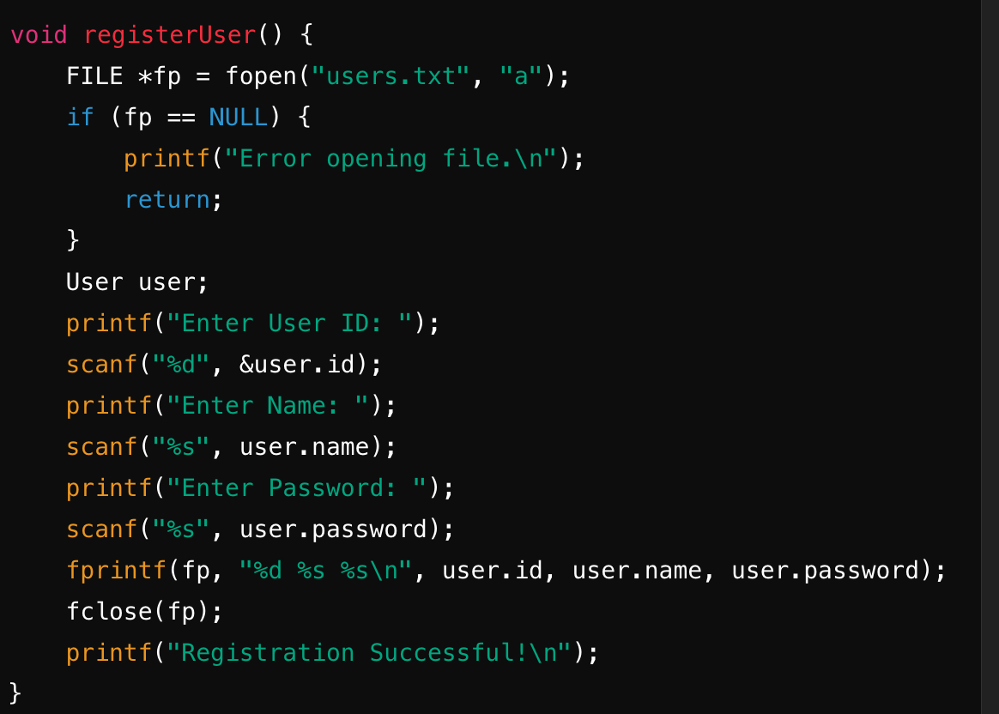 void registerUser() {
    FILE *fp = fopen("users.txt", "a");
    if (fp == NULL) {
        printf("Error opening file.\n");
        return;
    }
    User user;
    printf("Enter User ID: ");
    scanf("%d", &user.id);
    printf("Enter Name: ");
    scanf("%s", user.name);
    printf("Enter Password: ");
    scanf("%s", user.password);
    fprintf(fp, "%d %s %s\n", user.id, user.name, user.password);
    fclose(fp);
    printf("Registration Successful!\n");
}